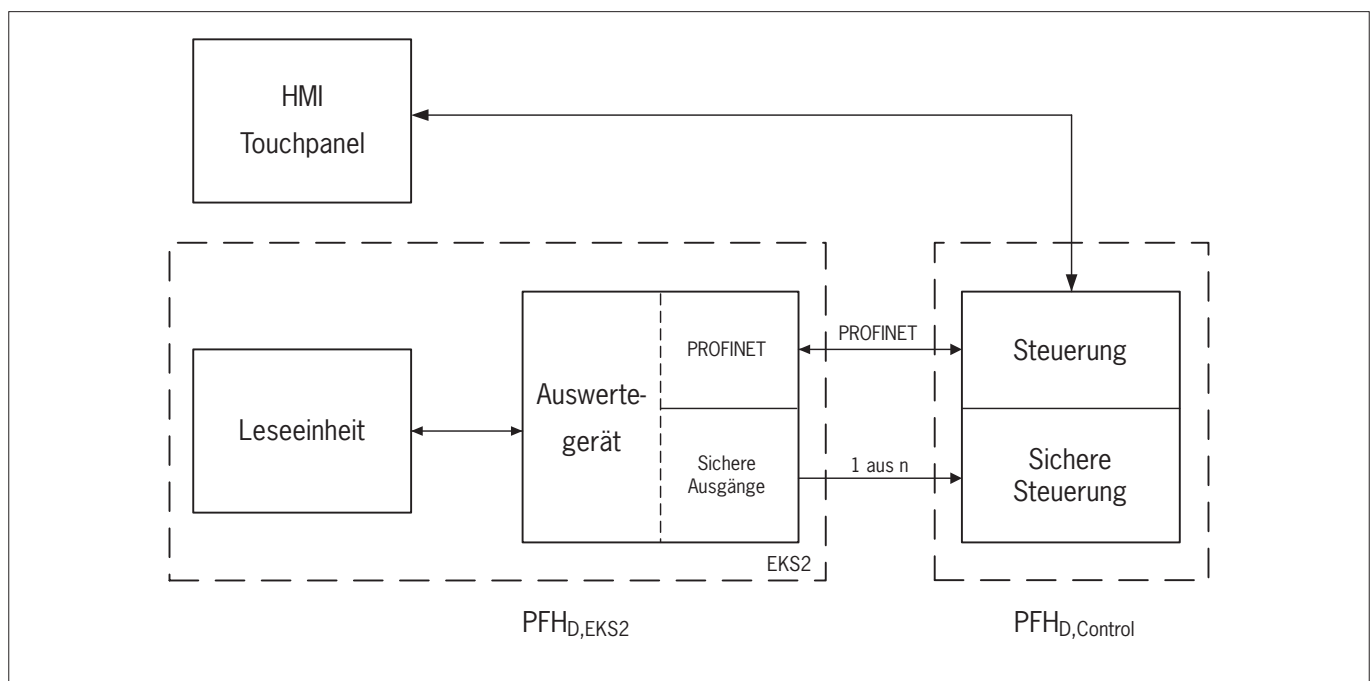 HMI
Touchpanel
Leseeinheit
Auswerte-
gerät
PROFINET
Sichere
Ausgänge
EKS2
PROFINET
1 aus n
Steuerung
Sichere
Steuerung
PFHD,EKS2
PFHD,Control